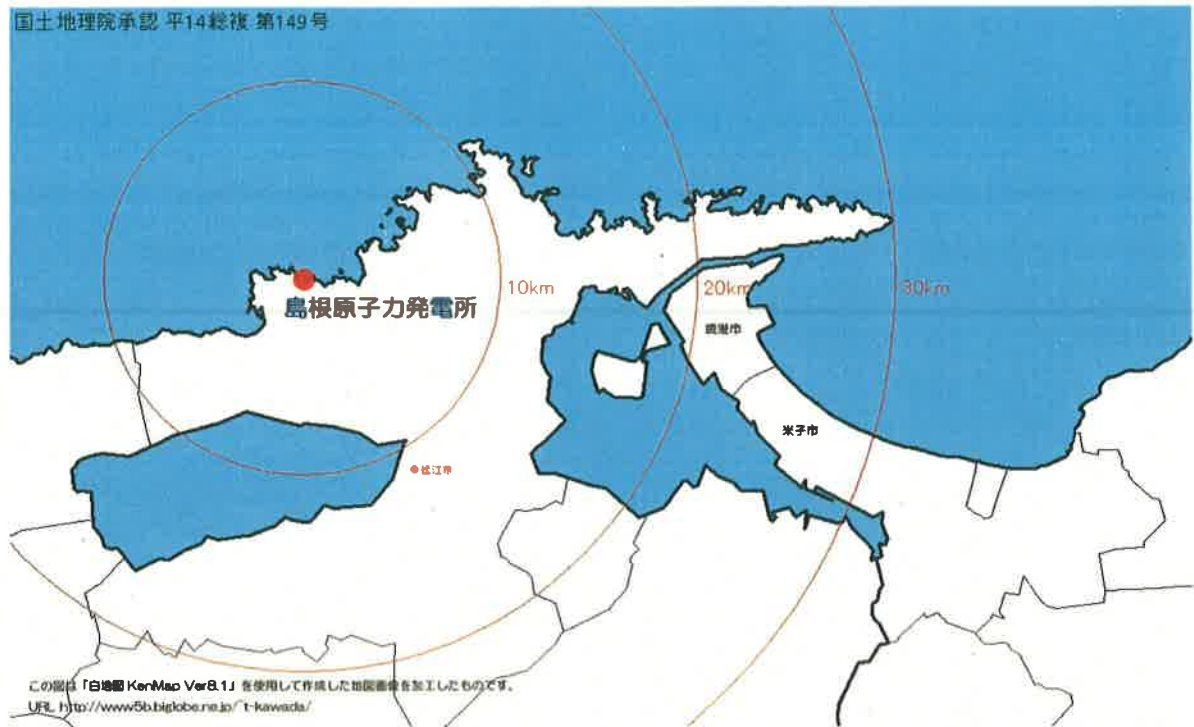 国土地理院承認 平14総複 第149号
10km
20km
30km
島根原子力発電所
境港市
米子市
松江市
この図は「白地図 KenMap Ver8.1」を使用して作成した地図画像を加工したものです。
URL http://www5b.biglobe.ne.jp/~t-kawada/